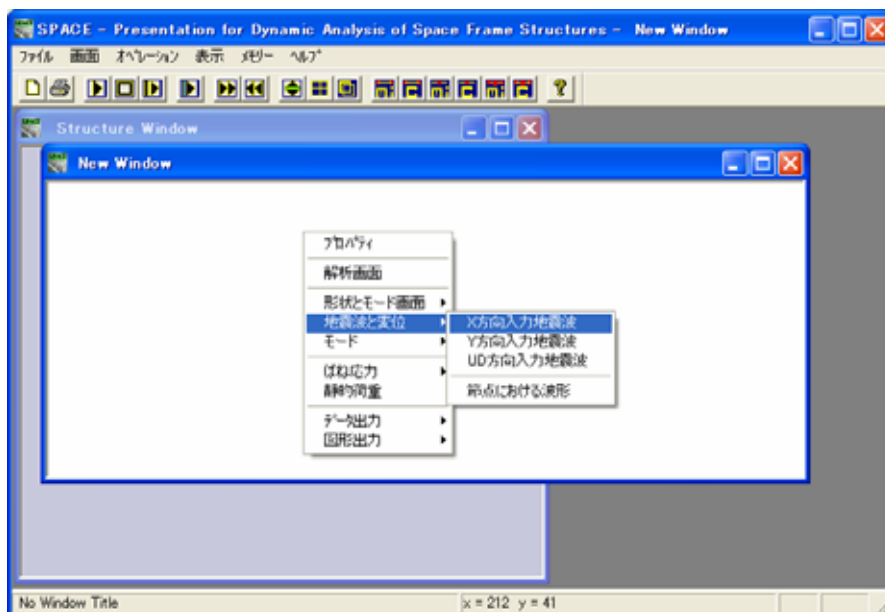 SPACE - Presentation for Dynamic Analysis of Space Frame Structures - New Window
ファイル 画面 オペレーション 表示 メモリー ヘルプ
Structure Window
New Window
プロパティ
解析画面
形状とモード画面
地震波と変位
モード
ばね応力
静的荷重
データ出力
図形出力
X方向入力地震波
Y方向入力地震波
UD方向入力地震波
節点における波形
No Window Title
x = 212 y = 41